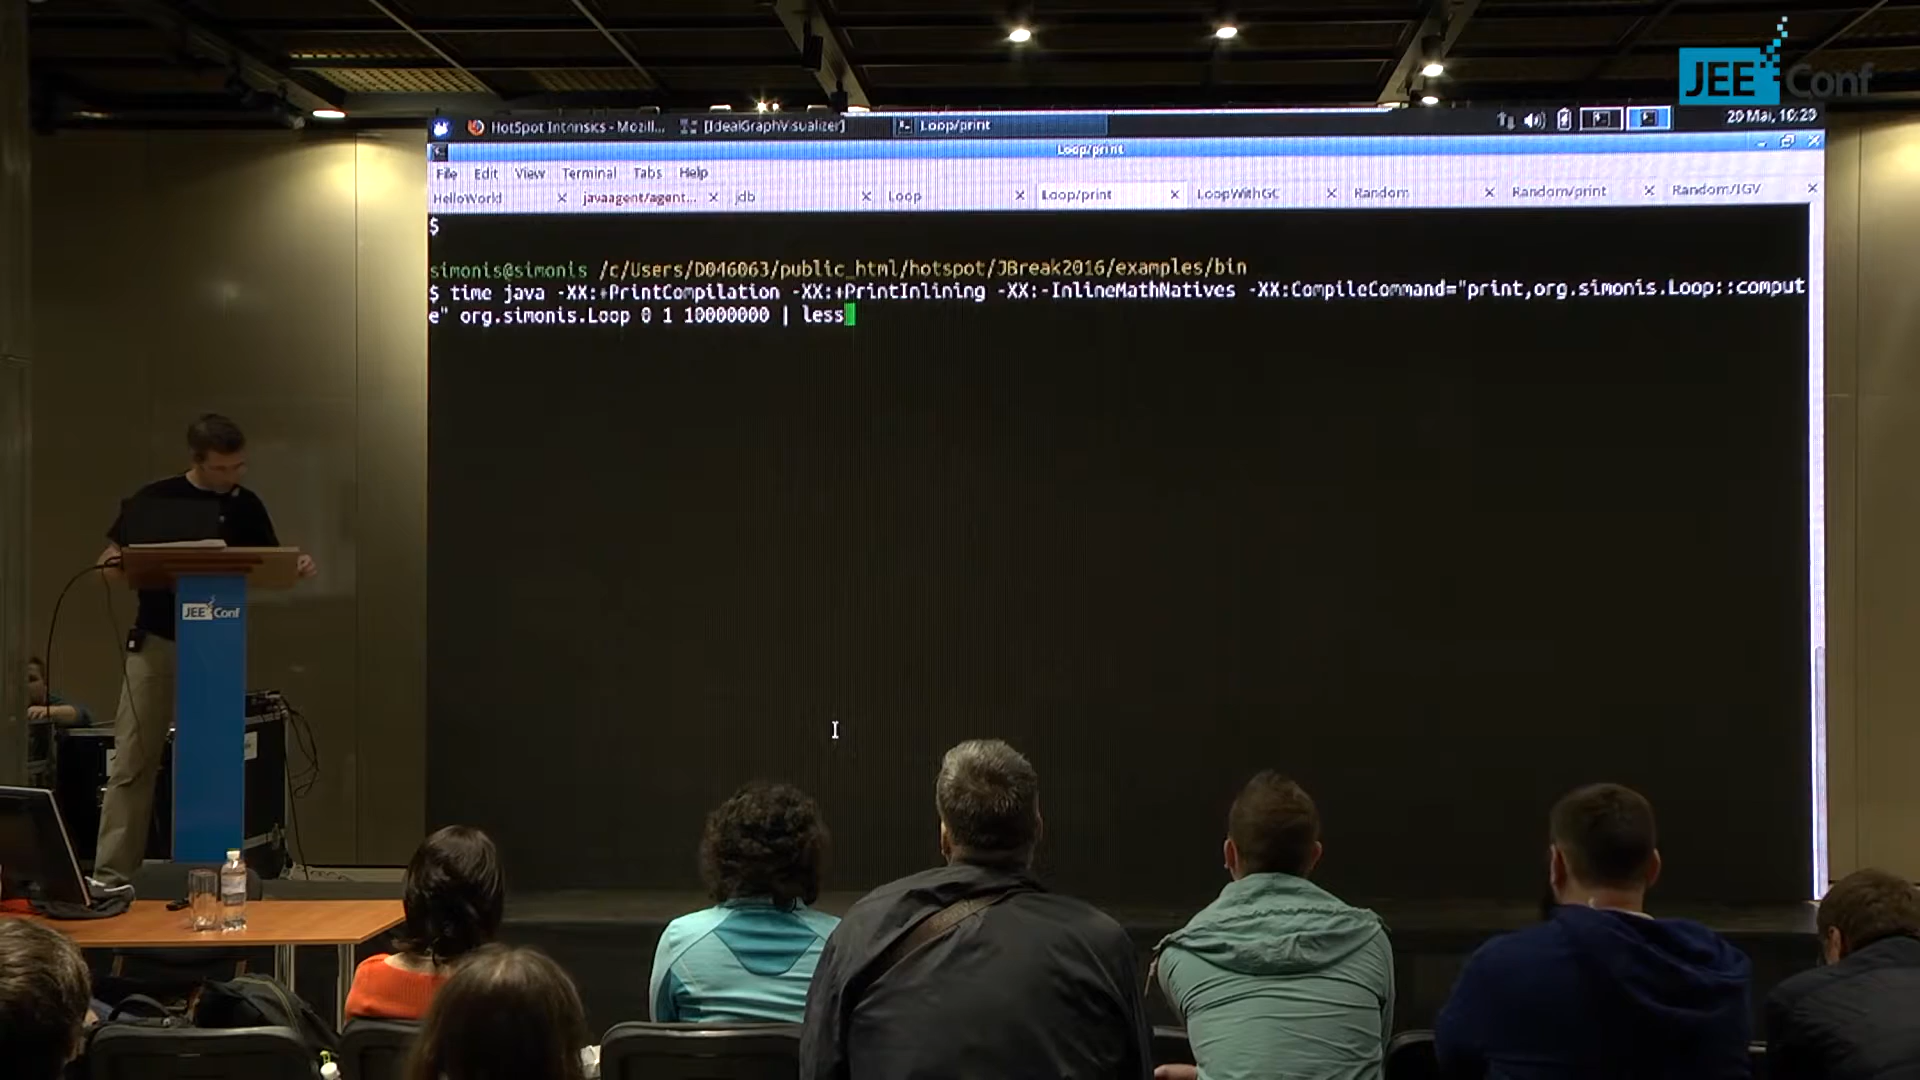 JEE Conf
HotSpot Intrinsics - Mozill...
[IdealGraphVisualizer]
Loop/print
20 Mai, 10:29
Loop/print
File Edit View Terminal Tabs Help
HelloWorld
javaagent/agent...
jdb
Loop
Loop/print
LoopWithGC
Random
Random/print
Random/IGV
$
simonis@simonis /c/Users/D046063/public_html/hotspot/JBreak2016/examples/bin
$ time java -XX:+PrintCompilation -XX:+PrintInlining -XX:-InlineMathNatives -XX:CompileCommand="print,org.simonis.Loop::comput
e" org.simonis.Loop 0 1 10000000 | less
JEE Conf